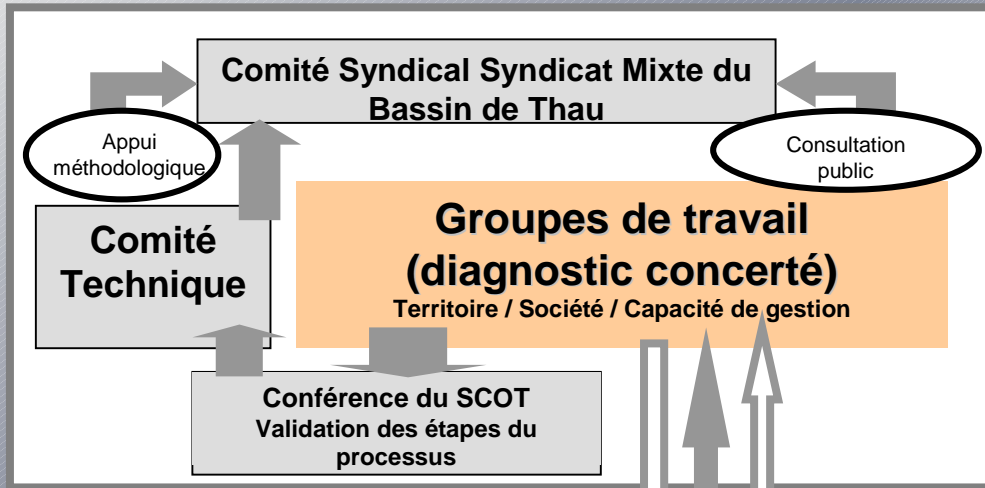 Comité Syndical Syndicat Mixte du
Bassin de Thau
Appui
méthodologique
Consultation
public
Comité
Technique
Groupes de travail
(diagnostic concerté)
Territoire / Société / Capacité de gestion
Conférence du SCOT
Validation des étapes du
processus